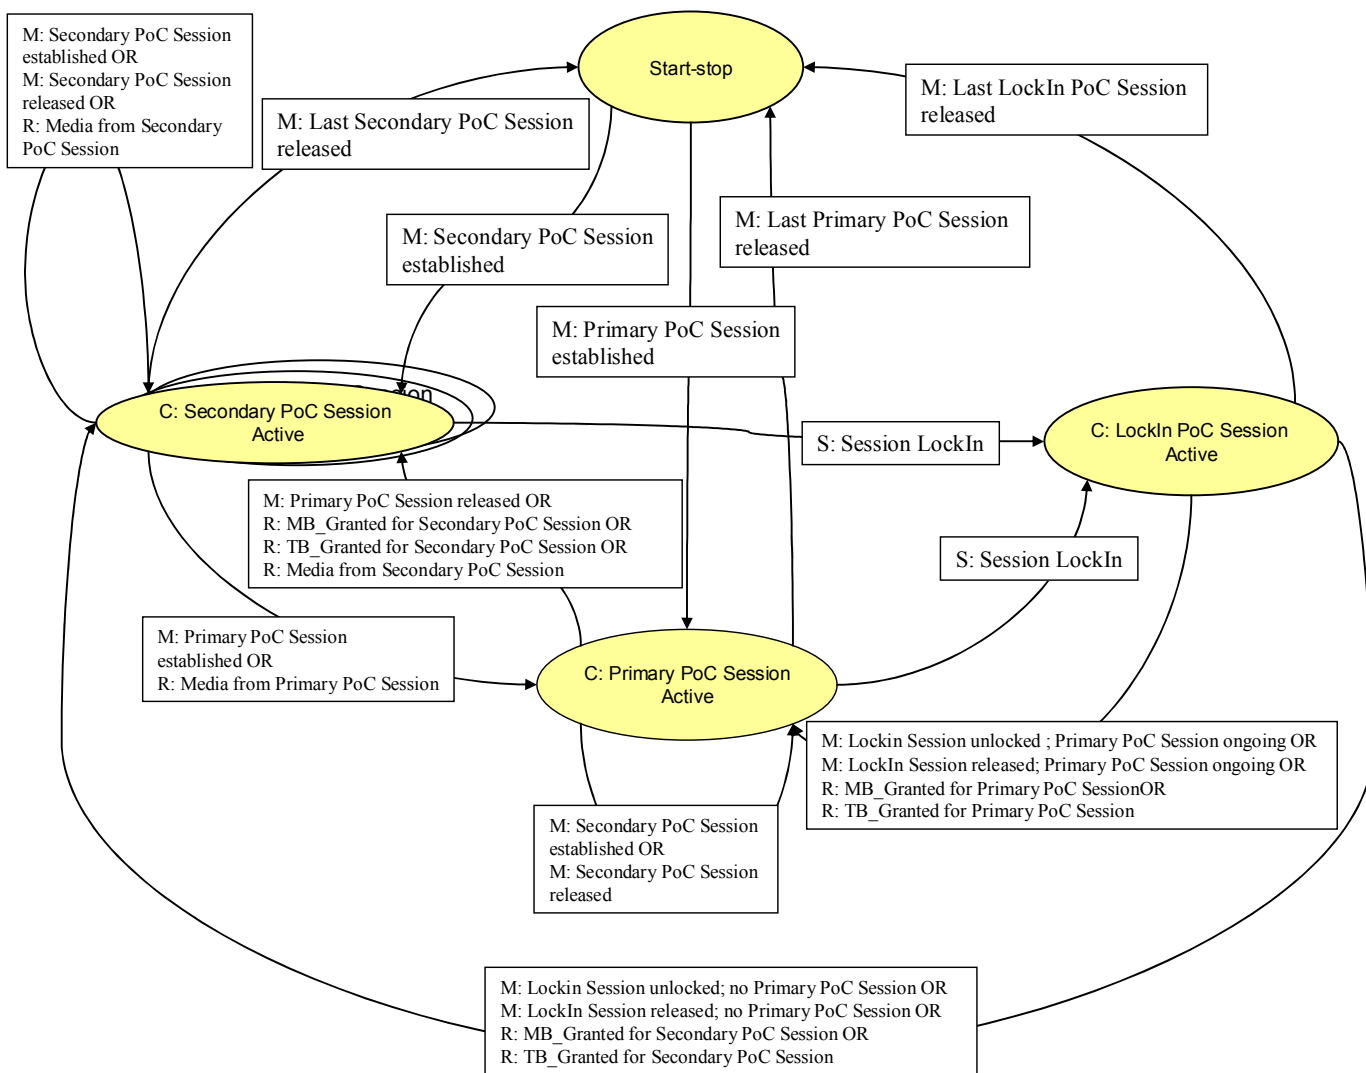 M: Secondary PoC Session
established OR
M: Secondary PoC Session
released OR
R: Media from Secondary
PoC Session
Start-stop
M: Last LockIn PoC Session
released
M: Last Secondary PoC Session
released
M: Secondary PoC Session
established
M: Last Primary PoC Session
released
M: Primary PoC Session
established
C: Secondary PoC Session
Active
S: Session LockIn
C: LockIn PoC Session
Active
M: Primary PoC Session released OR
R: MB_Granted for Secondary PoC Session OR
R: TB_Granted for Secondary PoC Session OR
R: Media from Secondary PoC Session
S: Session LockIn
M: Primary PoC Session
established OR
R: Media from Primary PoC Session
C: Primary PoC Session
Active
M: Lockin Session unlocked ; Primary PoC Session ongoing OR
M: LockIn Session released; Primary PoC Session ongoing OR
R: MB_Granted for Primary PoC SessionOR
R: TB_Granted for Primary PoC Session
M: Secondary PoC Session
established OR
M: Secondary PoC Session
released
M: Lockin Session unlocked; no Primary PoC Session OR
M: LockIn Session released; no Primary PoC Session OR
R: MB_Granted for Secondary PoC Session OR
R: TB_Granted for Secondary PoC Session